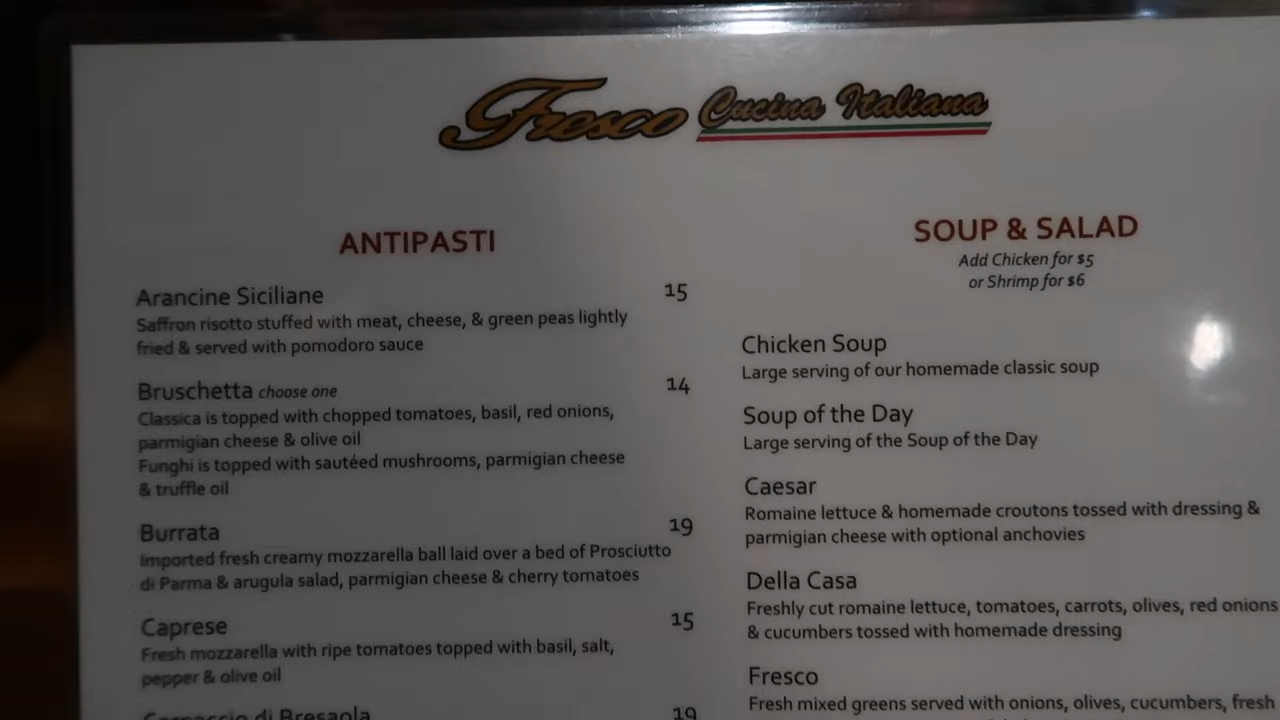 Fresco Cucina Italiana
ANTIPASTI
Arancine Siciliane 15
Saffron risotto stuffed with meat, cheese, & green peas lightly
fried & served with pomodoro sauce
Bruschetta choose one 14
Classica is topped with chopped tomatoes, basil, red onions,
parmigian cheese & olive oil
Funghi is topped with sautéed mushrooms, parmigian cheese
& truffle oil
Burrata 19
Imported fresh creamy mozzarella ball laid over a bed of Prosciutto
di Parma & arugula salad, parmigian cheese & cherry tomatoes
Caprese 15
Fresh mozzarella with ripe tomatoes topped with basil, salt,
pepper & olive oil
Carpaccio di Bresaola 19
SOUP & SALAD
Add Chicken for $5
or Shrimp for $6
Chicken Soup
Large serving of our homemade classic soup
Soup of the Day
Large serving of the Soup of the Day
Caesar
Romaine lettuce & homemade croutons tossed with dressing &
parmigian cheese with optional anchovies
Della Casa
Freshly cut romaine lettuce, tomatoes, carrots, olives, red onions
& cucumbers tossed with homemade dressing
Fresco
Fresh mixed greens served with onions, olives, cucumbers, fresh